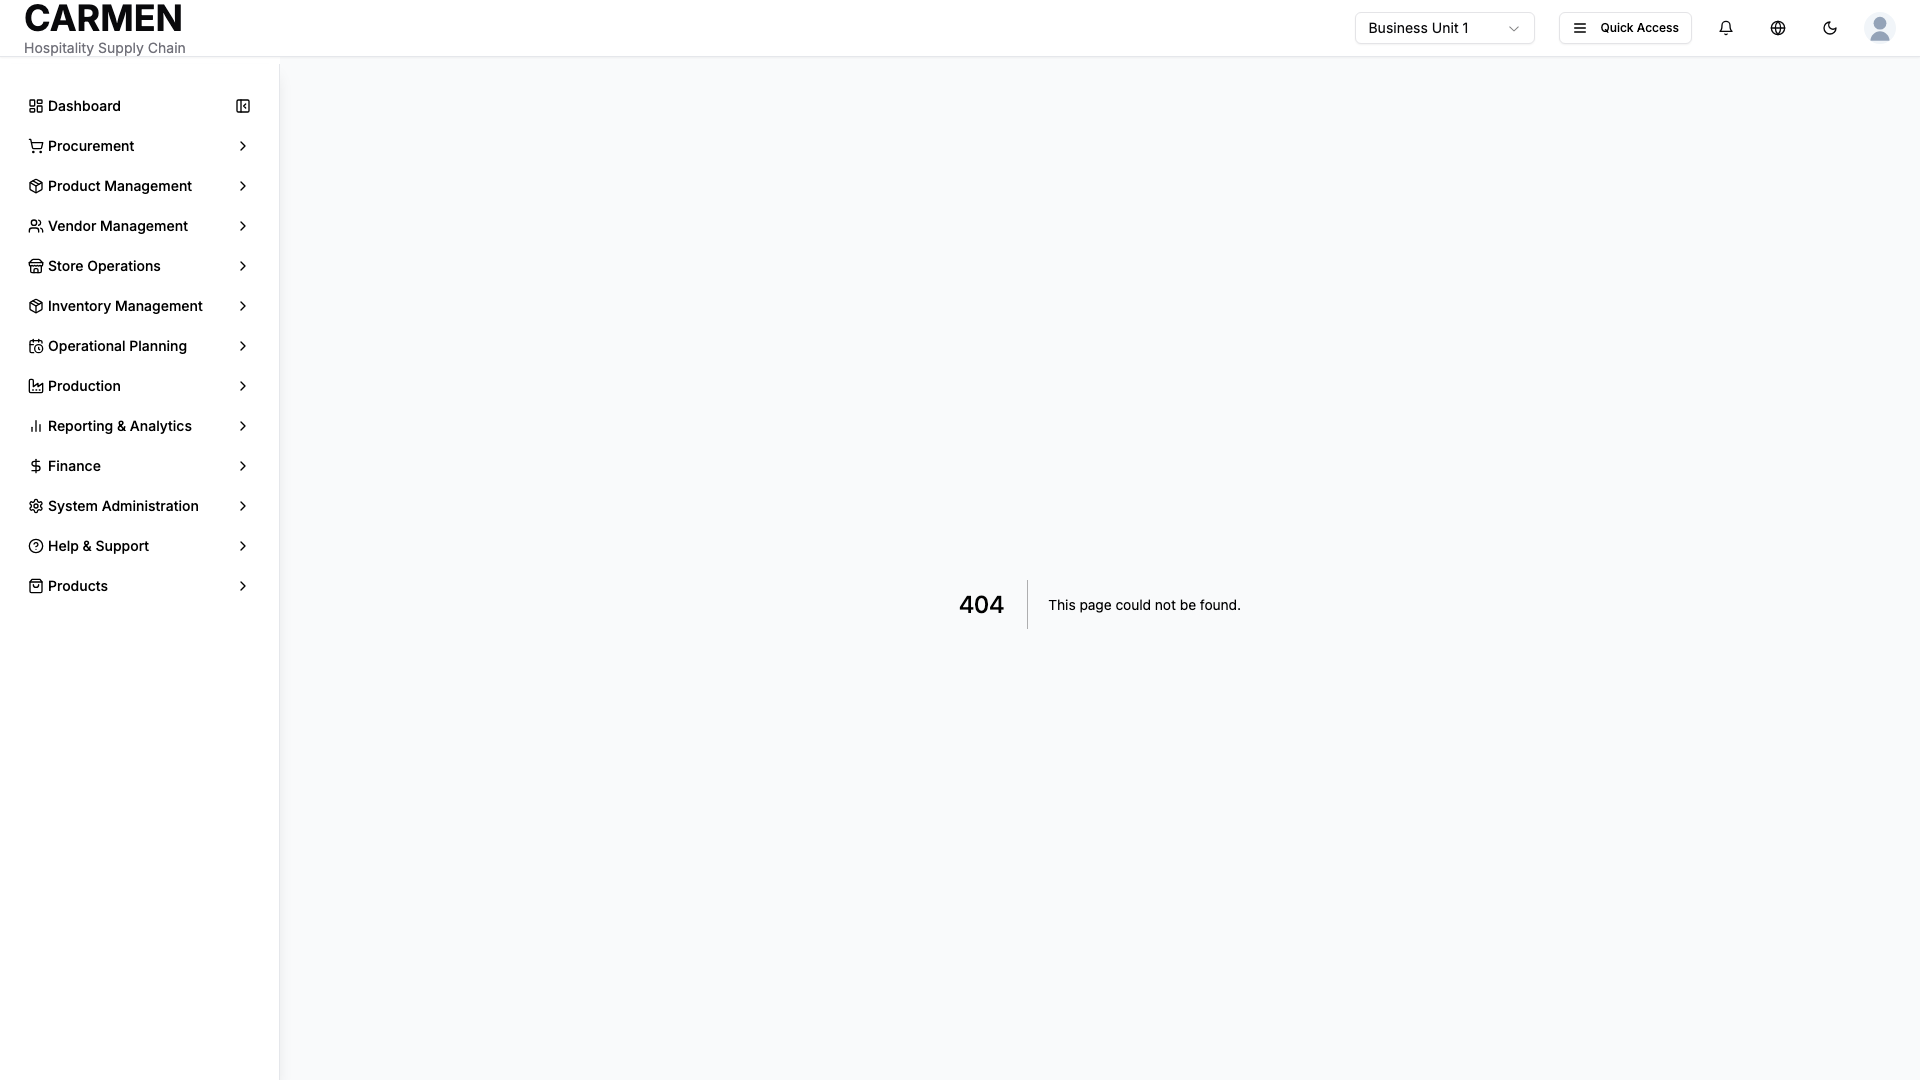 CARMEN
Hospitality Supply Chain
Business Unit 1
Quick Access
Dashboard
Procurement
Product Management
Vendor Management
Store Operations
Inventory Management
Operational Planning
Production
Reporting & Analytics
Finance
System Administration
Help & Support
Products
404
This page could not be found.